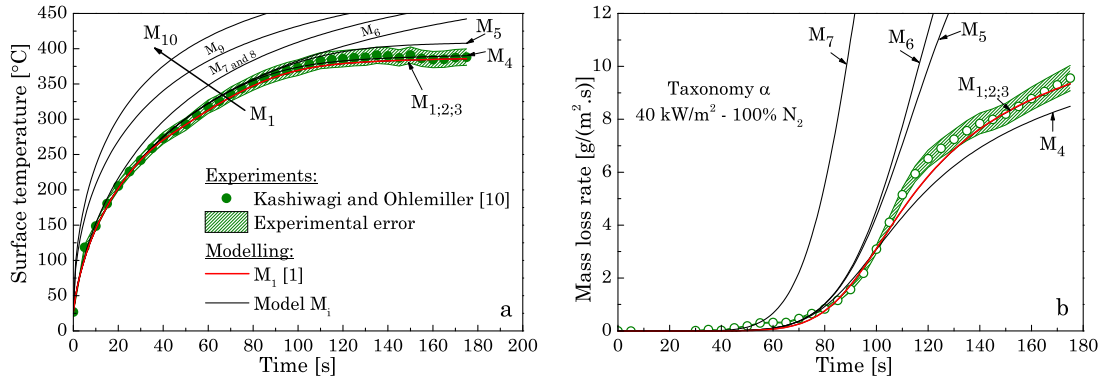 Surface temperature [°C]
450
400
350
300
250
200
150
100
50
0
0 20 40 60 80 100 120 140 160 180 200
Time [s]
M10
M9
M7 and 8
M6
M5
M4
M1;2;3
M1
Experiments:
Kashiwagi and Ohlemiller [10]
Experimental error
Modelling:
M1 [1]
Model Mi
a
Mass loss rate [g/(m².s)]
12
10
8
6
4
2
0
0 20 40 60 80 100 120 140 160 180
Time [s]
M7
M6
M5
Taxonomy α
40 kW/m² - 100% N2
M1;2;3
M4
b